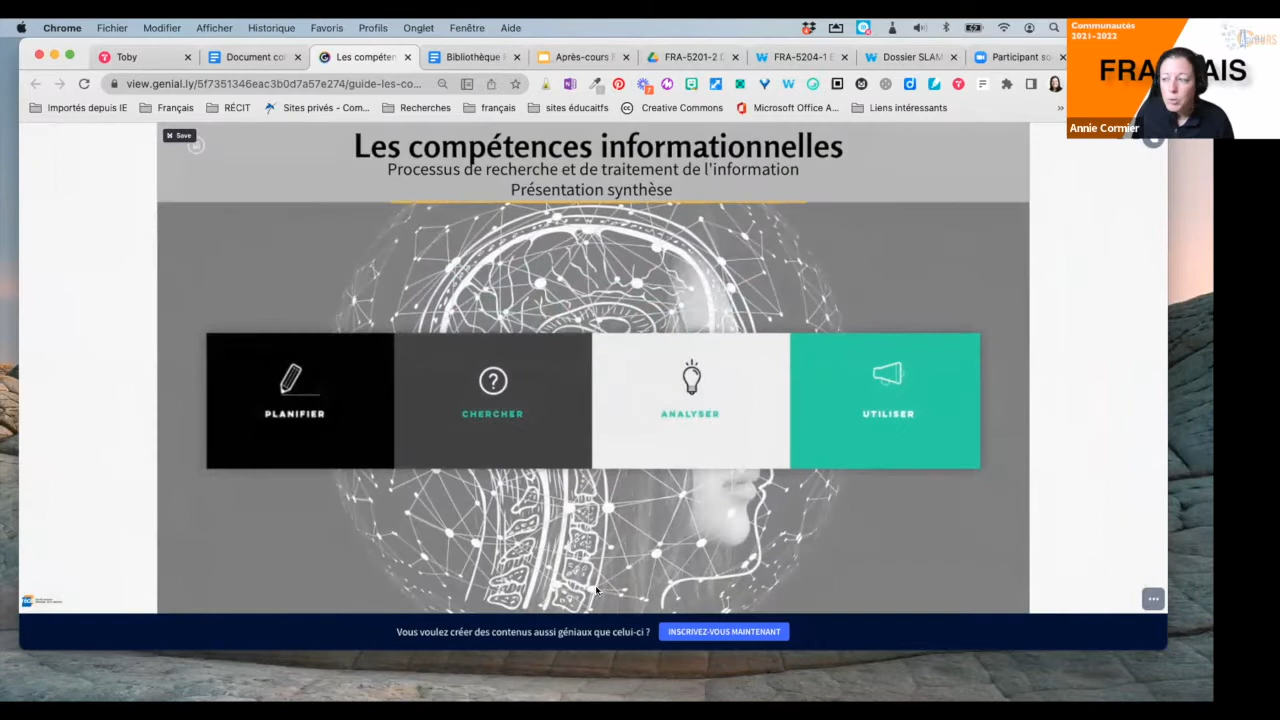 Chrome Fichier Modifier Afficher Historique Favoris Profils Onglet Fenêtre Aide
Toby Document co Les compéten Bibliothèque Après-cours F FRA-5201-2 FRA-5204-1 E Dossier SLAM Participant so
view.genial.ly/5f7351346eac3b0d7a57e274/guide-les-co...
Importés depuis IE Français RÉCIT Sites privés - Com... Recherches français sites éducatifs Creative Commons Microsoft Office A... Liens intéressants »
Communautés
2021-2022
FRA AIS
Annie Cormier
Save
Les compétences informationnelles
Processus de recherche et de traitement de l'information
Présentation synthèse
PLANIFIER
CHERCHER
ANALYSER
UTILISER
Vous voulez créer des contenus aussi géniaux que celui-ci ? INSCRIVEZ-VOUS MAINTENANT